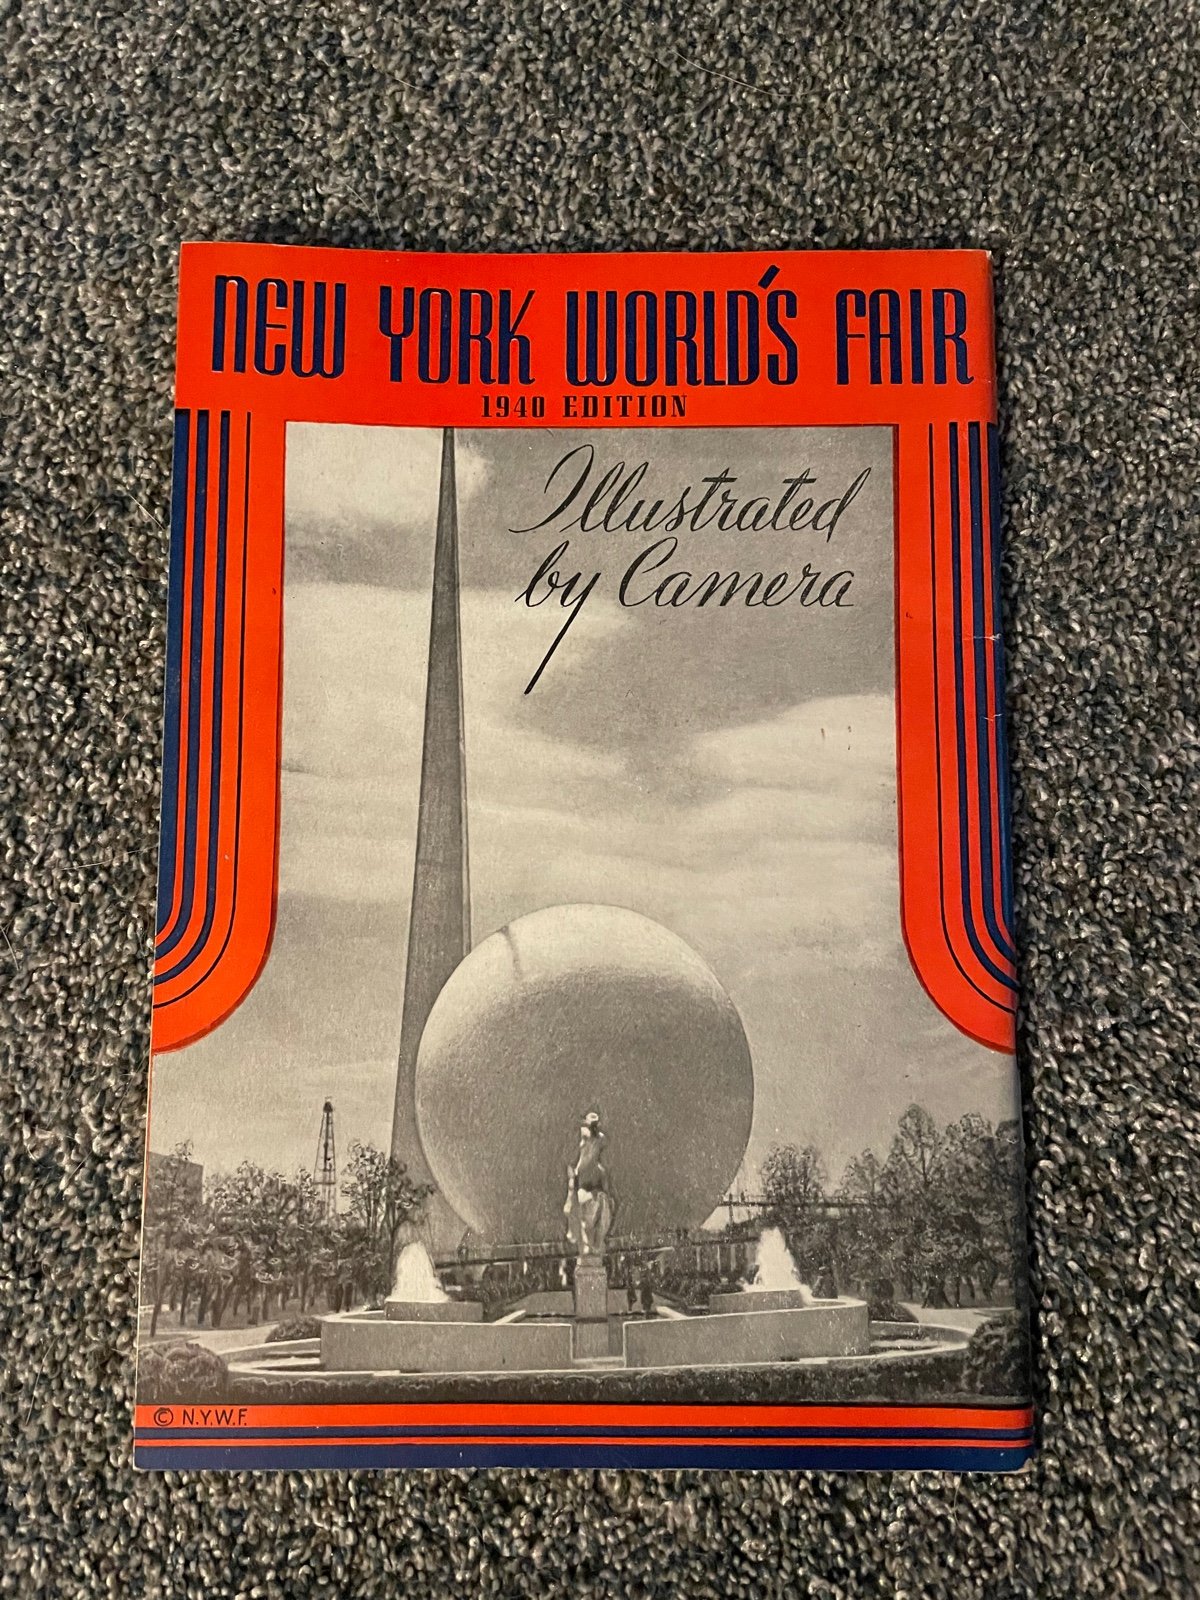 NEW YORK WORLD'S FAIR
1940 EDITION
Illustrated
by Camera
© N.Y.W.F.